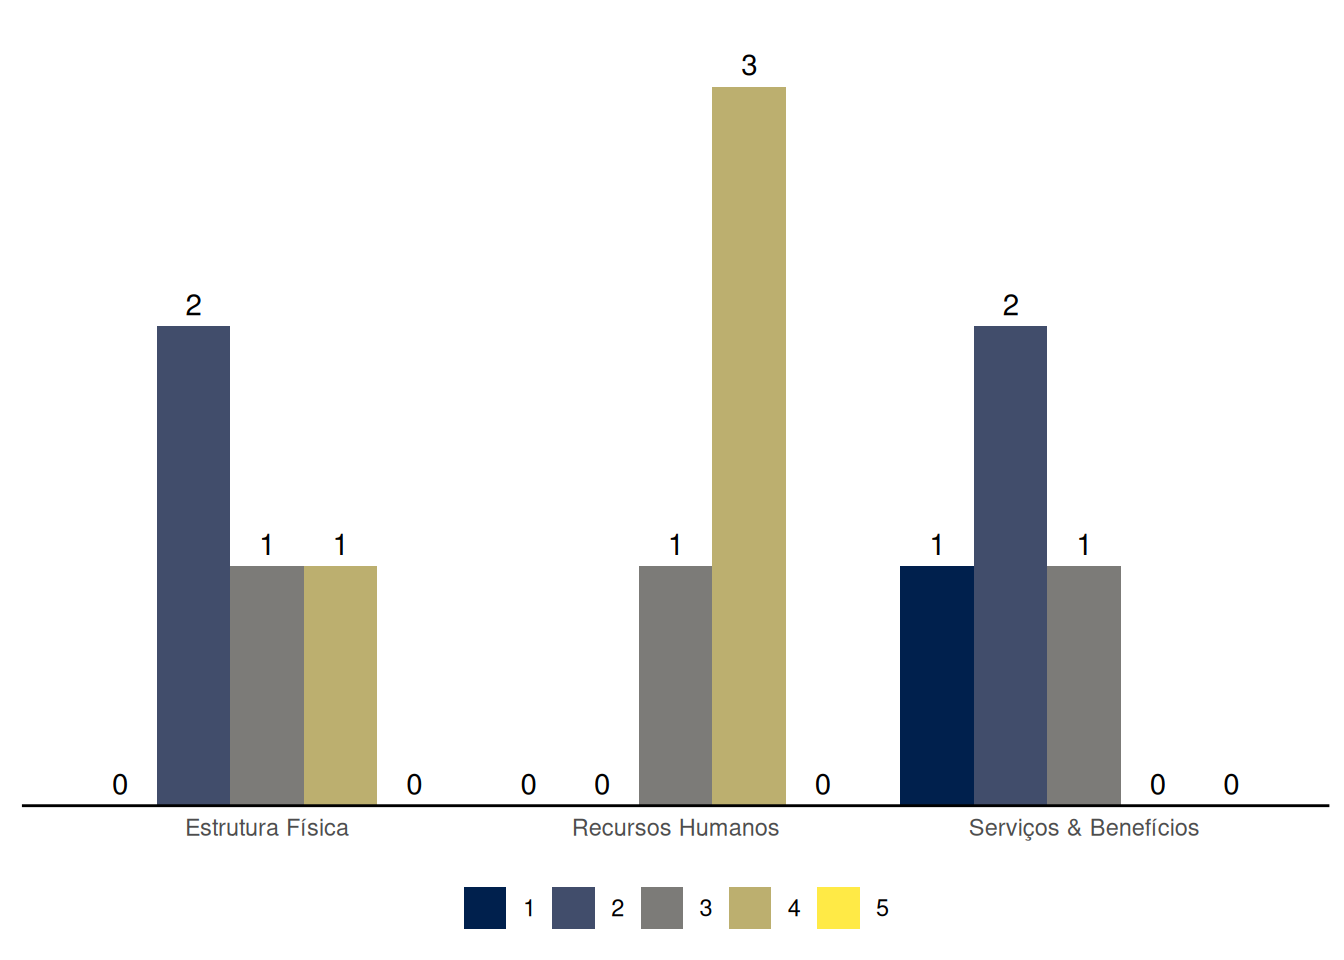 3
2 2
1 1 1 1 1
0 0 0 0 0 0 0
Estrutura Física Recursos Humanos Serviços & Benefícios
1 2 3 4 5